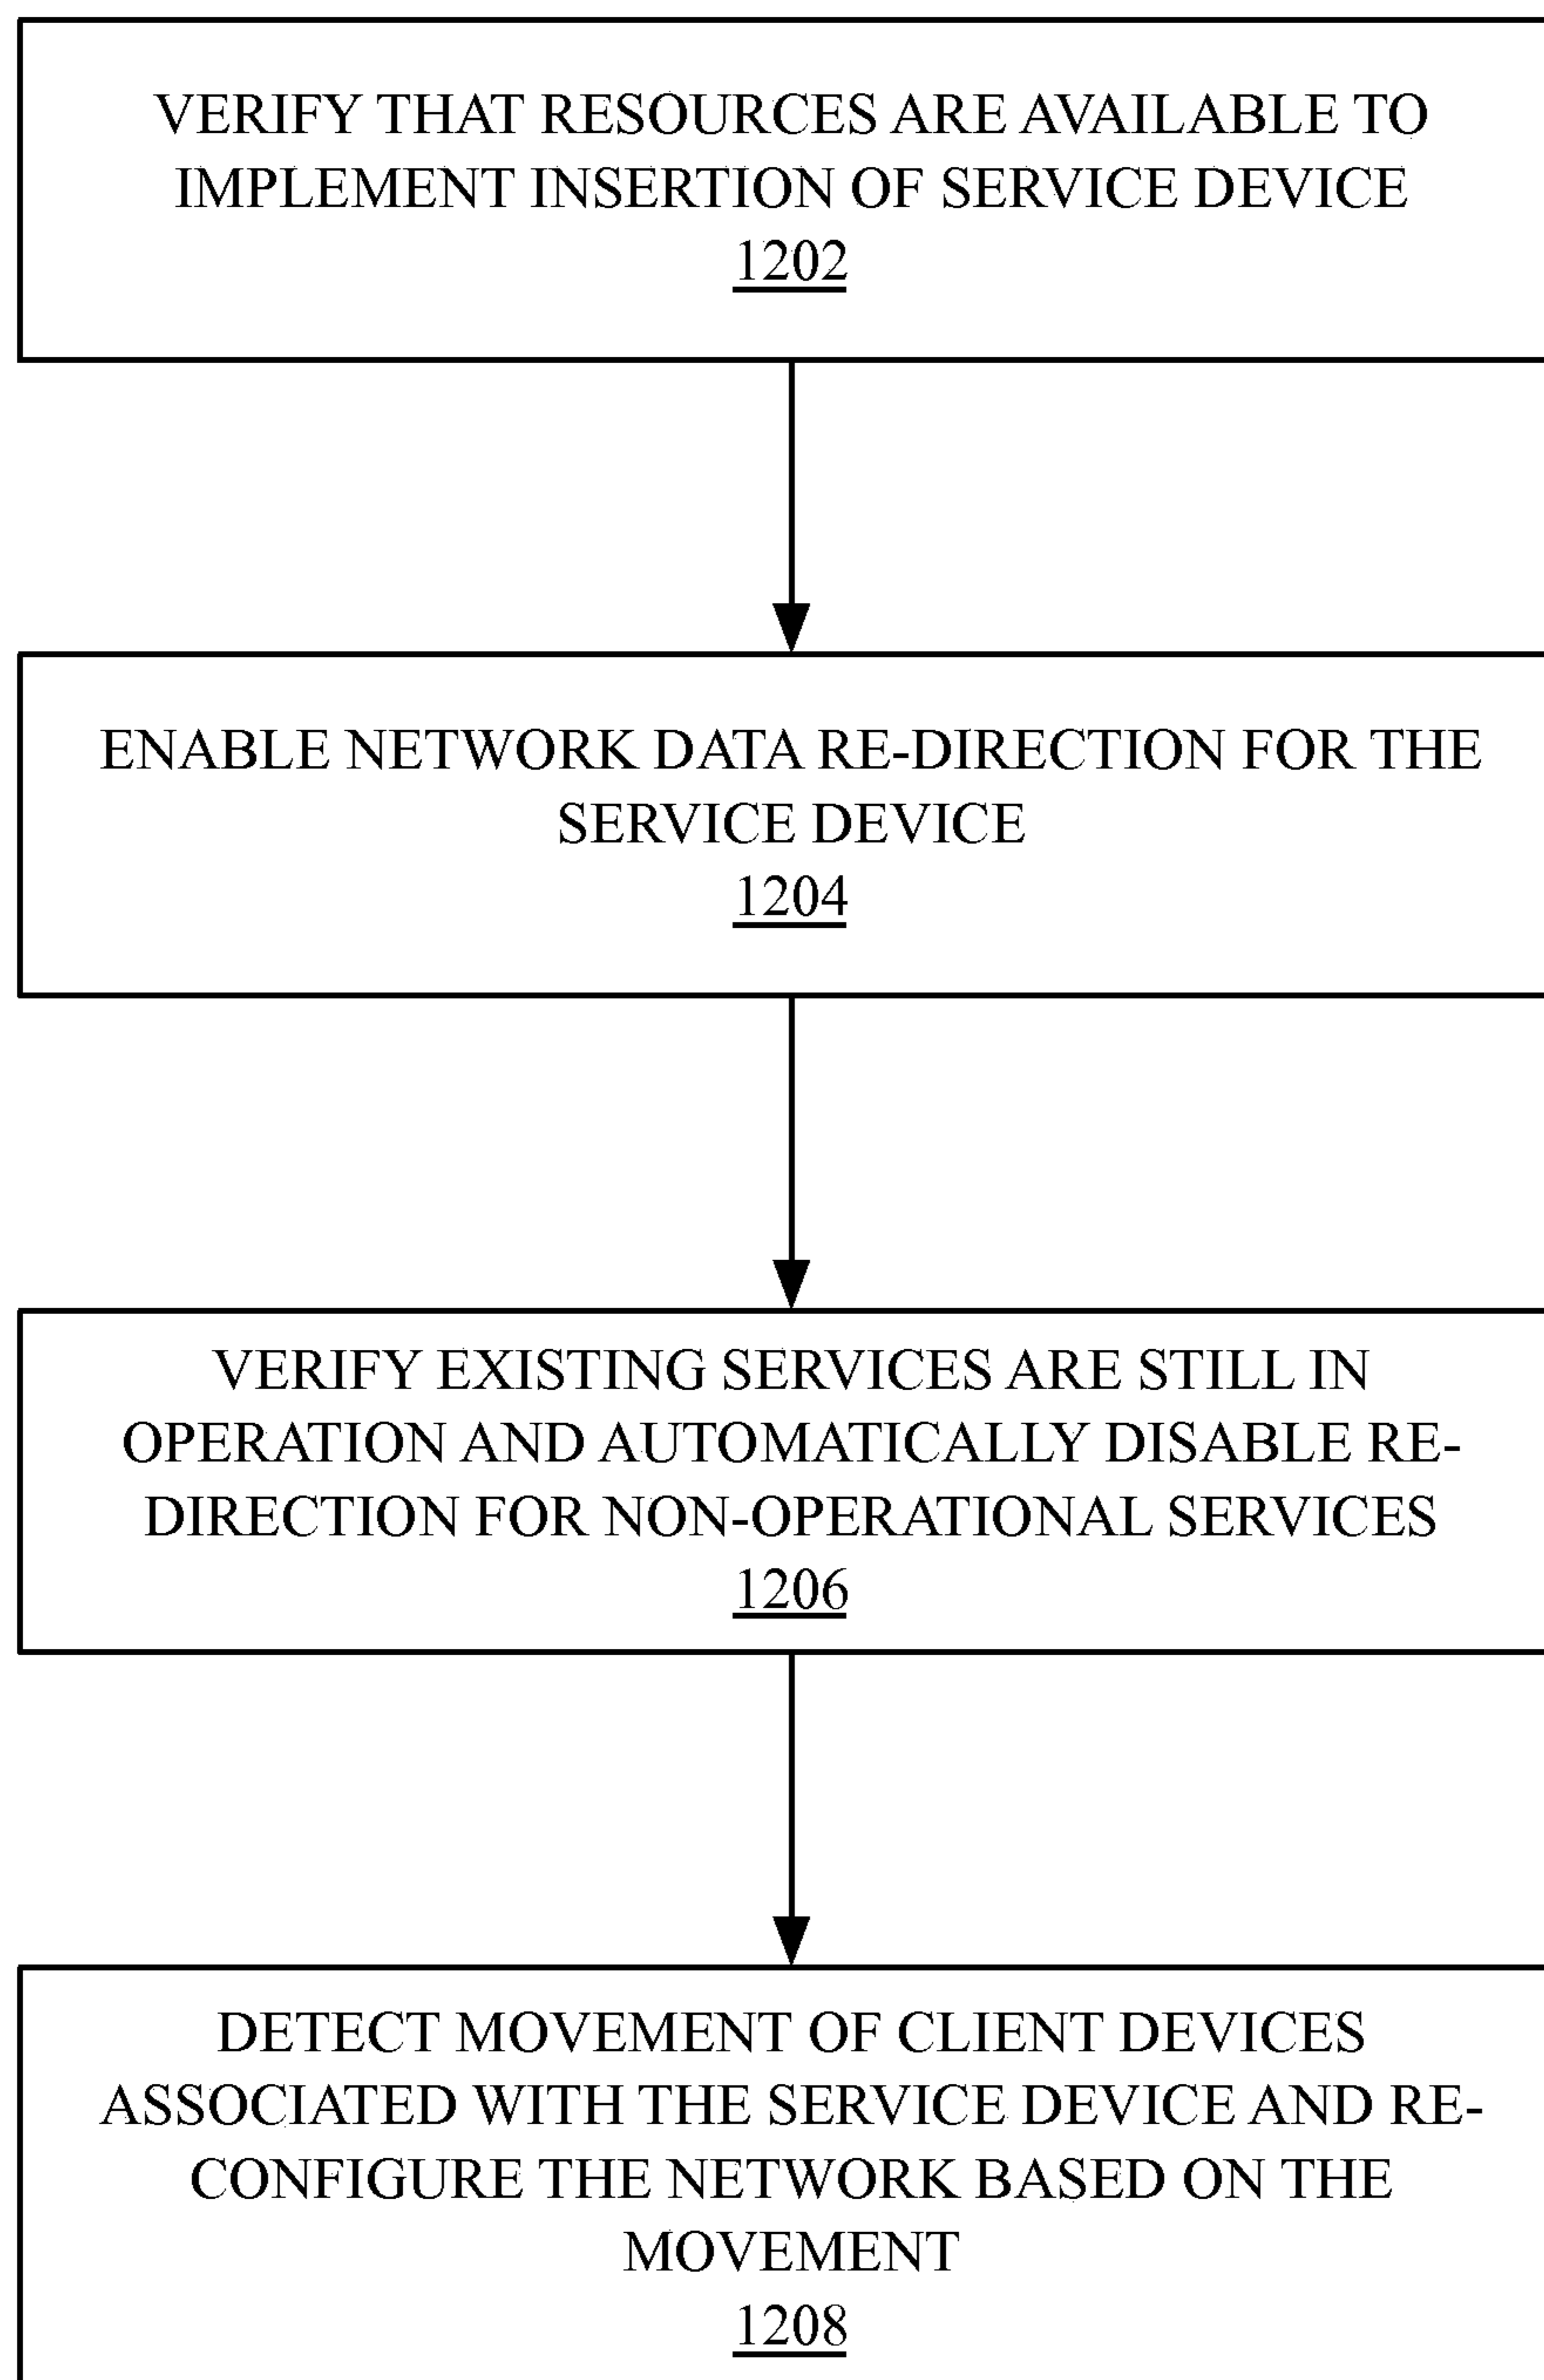 VERIFY THAT RESOURCES ARE AVAILABLE TO
IMPLEMENT INSERTION OF SERVICE DEVICE
1202
ENABLE NETWORK DATA RE-DIRECTION FOR THE
SERVICE DEVICE
1204
VERIFY EXISTING SERVICES ARE STILL IN
OPERATION AND AUTOMATICALLY DISABLE RE-
DIRECTION FOR NON-OPERATIONAL SERVICES
1206
DETECT MOVEMENT OF CLIENT DEVICES
ASSOCIATED WITH THE SERVICE DEVICE AND RE-
CONFIGURE THE NETWORK BASED ON THE
MOVEMENT
1208